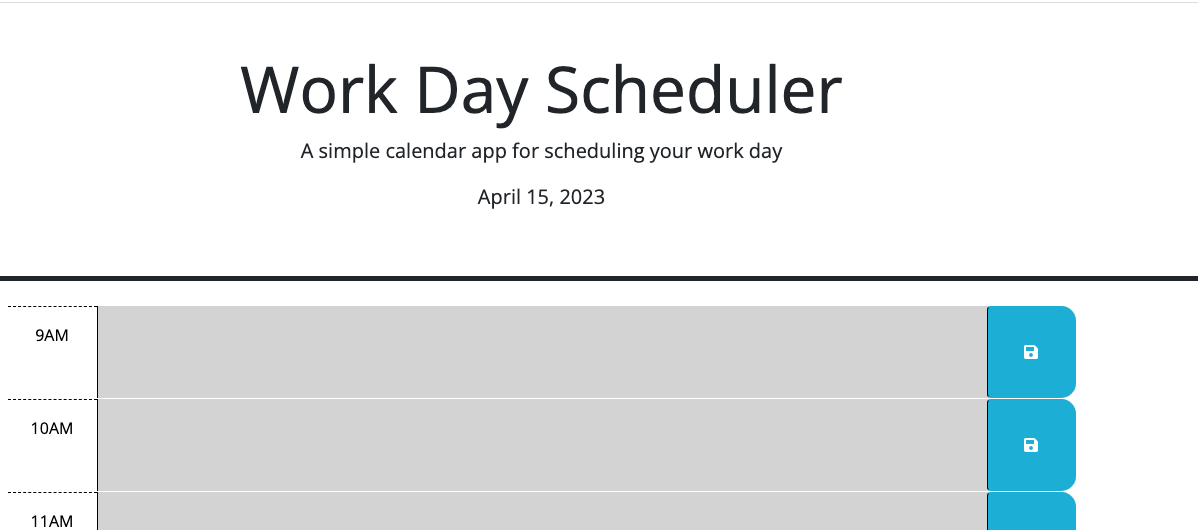 Work Day Scheduler
A simple calendar app for scheduling your work day
April 15, 2023
9AM
10AM
11AM